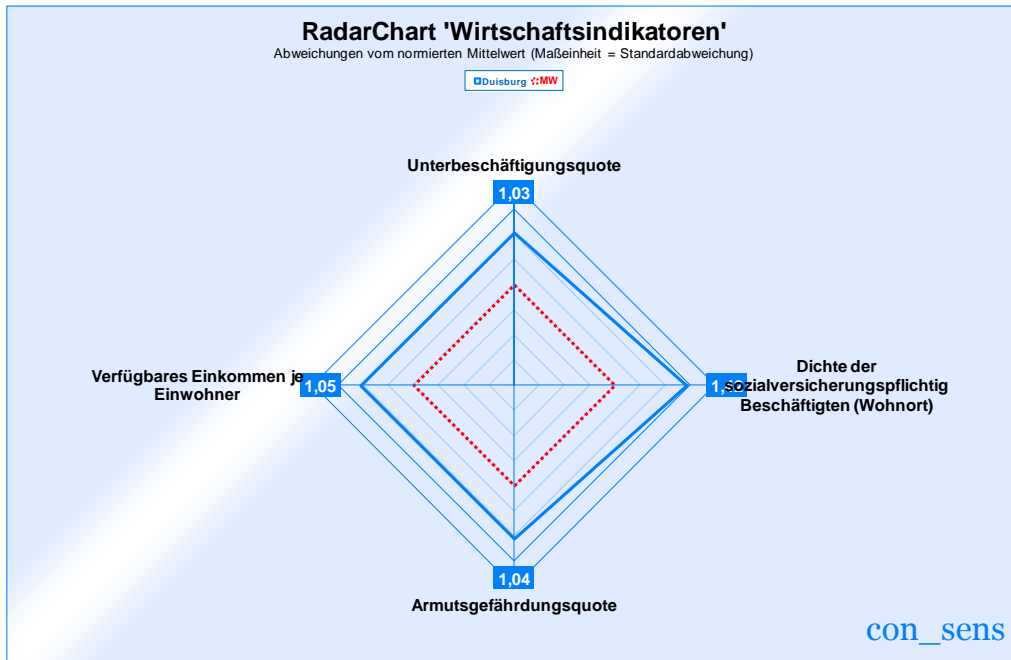 RadarChart 'Wirtschaftsindikatoren'
Abweichungen vom normierten Mittelwert (Maßeinheit = Standardabweichung)
Duisburg MW
Unterbeschäftigungsquote
1,03
Verfügbares Einkommen je
Einwohner
1,05
Dichte der
sozialversicherungspflichtig
Beschäftigten (Wohnort)
1,04
Armutsgefährdungsquote
con_sens